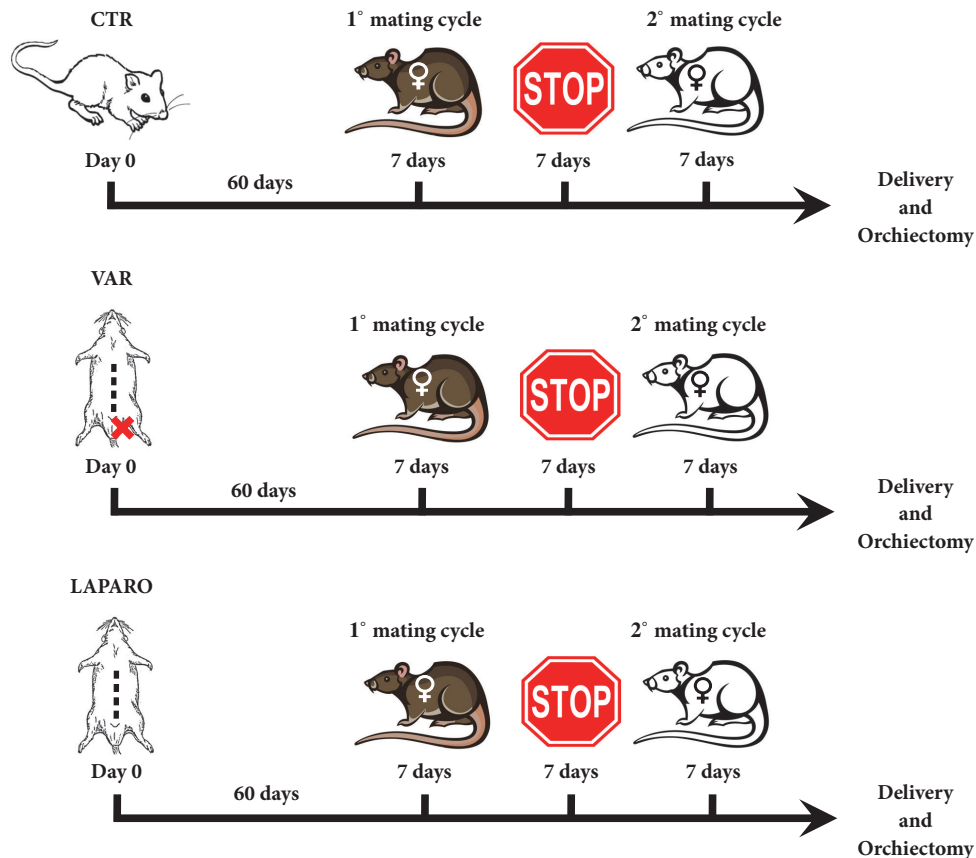 CTR
1° mating cycle
2° mating cycle
STOP
Day 0
7 days
7 days
7 days
60 days
Delivery
and
Orchiectomy
VAR
1° mating cycle
2° mating cycle
STOP
Day 0
7 days
7 days
7 days
60 days
Delivery
and
Orchiectomy
LAPARO
1° mating cycle
2° mating cycle
STOP
Day 0
7 days
7 days
7 days
60 days
Delivery
and
Orchiectomy